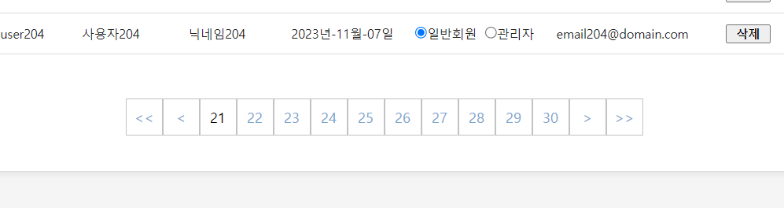 user204 사용자204 닉네임204 2023년-11월-07일 일반회원 관리자 email204@domain.com 삭제
<< < 21 22 23 24 25 26 27 28 29 30 > >>